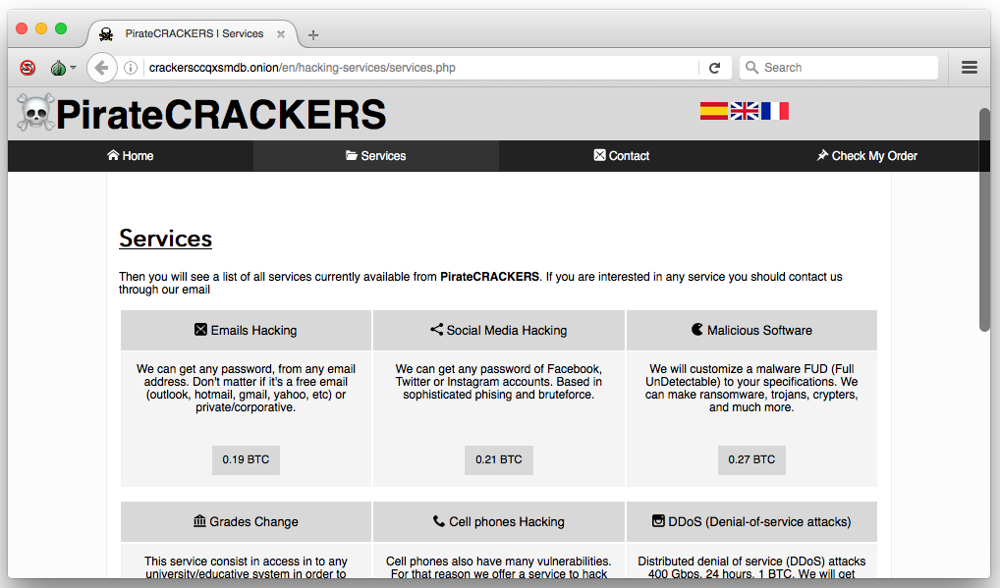 PirateCRACKERS | Services
crackersccqxsmdb.onion/en/hacking-services/services.php
Search
PirateCRACKERS
Home
Services
Contact
Check My Order
Services
Then you will see a list of all services currently available from PirateCRACKERS. If you are interested in any service you should contact us
through our email
Emails Hacking
We can get any password, from any email
address. Don't matter if it's a free email
(outlook, hotmail, gmail, yahoo, etc) or
private/corporative.
0.19 BTC
Social Media Hacking
We can get any password of Facebook,
Twitter or Instagram accounts. Based in
sophisticated phising and bruteforce.
0.21 BTC
Malicious Software
We will customize a malware FUD (Full
UnDetectable) to your specifications. We
can make ransomware, trojans, crypters,
and much more.
0.27 BTC
Grades Change
This service consist in access in to any
university/educative system in order to
Cell phones Hacking
Cell phones also have many vulnerabilities.
For that reason we offer a service to hack
DDoS (Denial-of-service attacks)
Distributed denial of service (DDoS) attacks
400 Gbps, 24 hours, 1 BTC. We will get